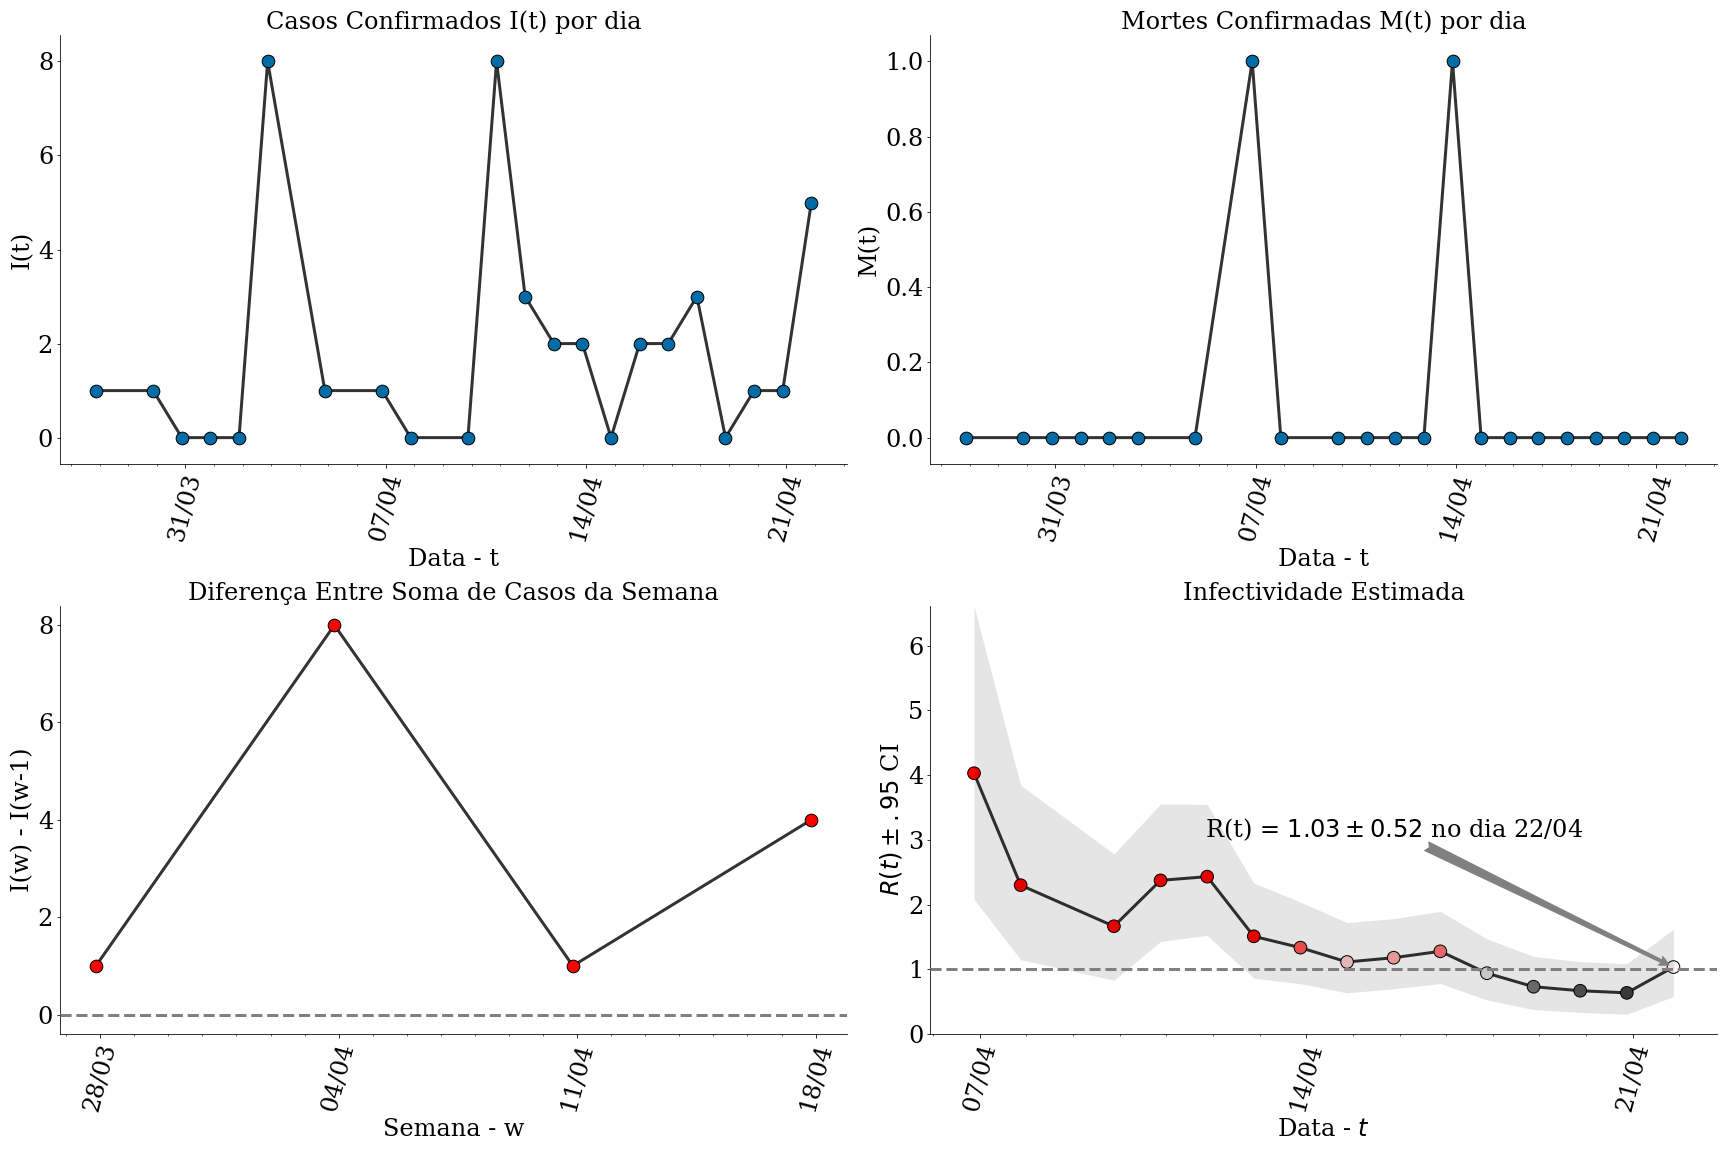 Casos Confirmados I(t) por dia
I(t)
8
6
4
2
0
31/03
07/04
14/04
21/04
Data - t
Mortes Confirmadas M(t) por dia
M(t)
1.0
0.8
0.6
0.4
0.2
0.0
31/03
07/04
14/04
21/04
Data - t
Diferença Entre Soma de Casos da Semana
I(w) - I(w-1)
8
6
4
2
0
28/03
04/04
11/04
18/04
Semana - w
Infectividade Estimada
R(t) ± .95 CI
6
5
4
3
2
1
0
R(t) = 1.03 ± 0.52 no dia 22/04
07/04
14/04
21/04
Data - t